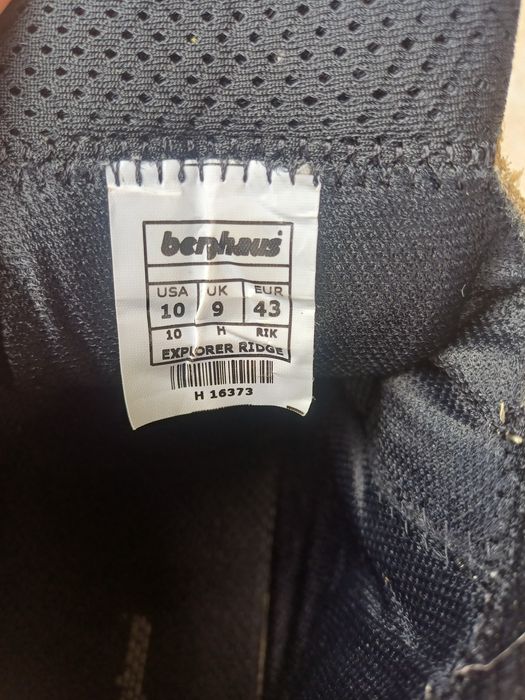 berghaus
USA UK EUR
10 9 43
10 H RIK
EXPLORER RIDGE
H 16373